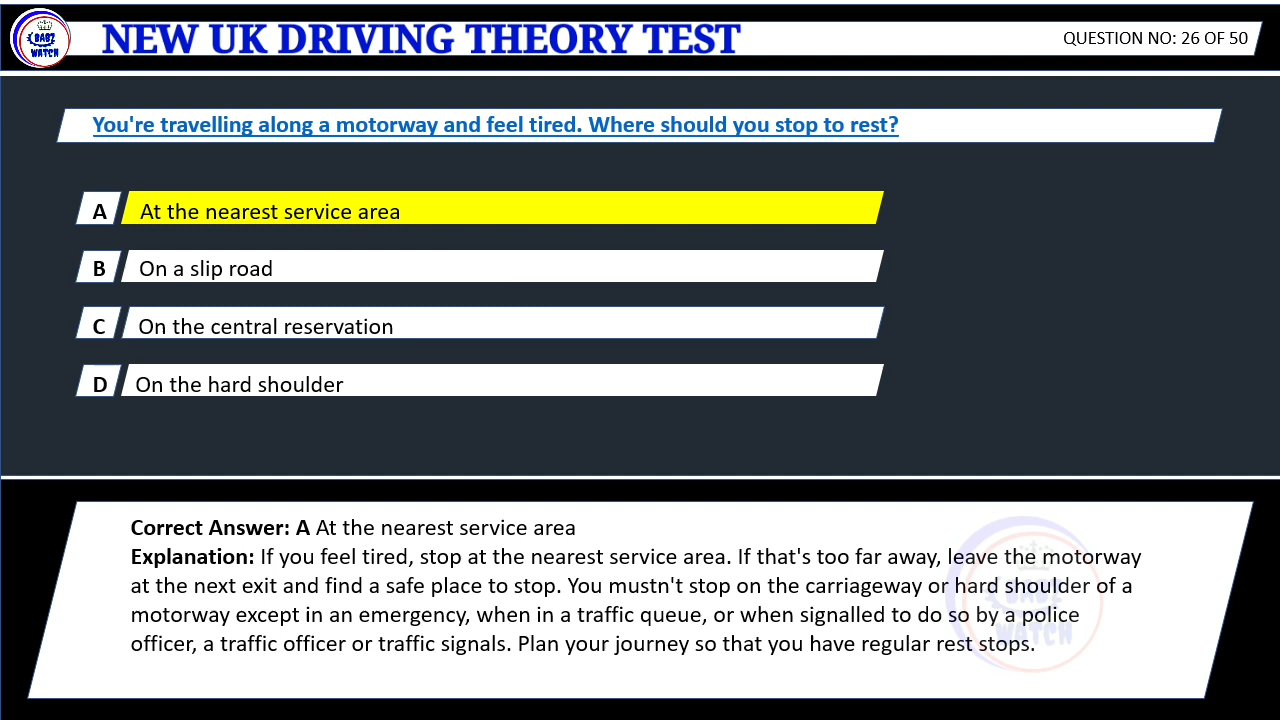 BABZ
WATCH
NEW UK DRIVING THEORY TEST
QUESTION NO: 26 OF 50
You're travelling along a motorway and feel tired. Where should you stop to rest?
A At the nearest service area
B On a slip road
C On the central reservation
D On the hard shoulder
Correct Answer: A At the nearest service area
Explanation: If you feel tired, stop at the nearest service area. If that's too far away, leave the motorway
at the next exit and find a safe place to stop. You mustn't stop on the carriageway or hard shoulder of a
motorway except in an emergency, when in a traffic queue, or when signalled to do so by a police
officer, a traffic officer or traffic signals. Plan your journey so that you have regular rest stops.
BABZ
WATCH